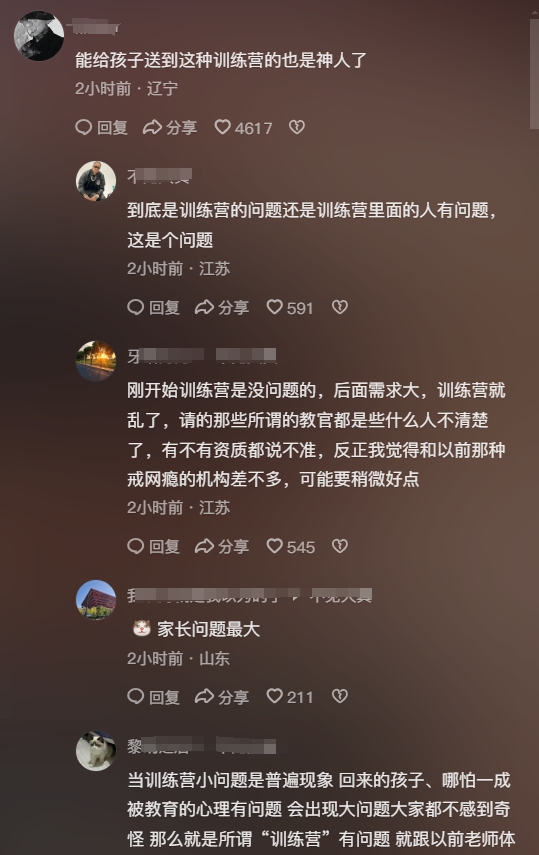 能给孩子送到这种训练营的也是神人了
2小时前 · 辽宁
回复 分享 4617
到底是训练营的问题还是训练营里面的人有问题，
这是个问题
2小时前 · 江苏
回复 分享 591
牙
刚开始训练营是没问题的，后面需求大，训练营就
乱了，请的那些所谓的教官都是些什么人不清楚
了，有不有资质都说不准，反正我觉得和以前那种
戒网瘾的机构差不多，可能要稍微好点
2小时前 · 江苏
回复 分享 545
我
家长问题最大
2小时前 · 山东
回复 分享 211
黎
当训练营小问题是普遍现象 回来的孩子、哪怕一成
被教育的心理有问题 会出现大问题大家都不感到奇
怪 那么就是所谓“训练营”有问题 就跟以前老师体